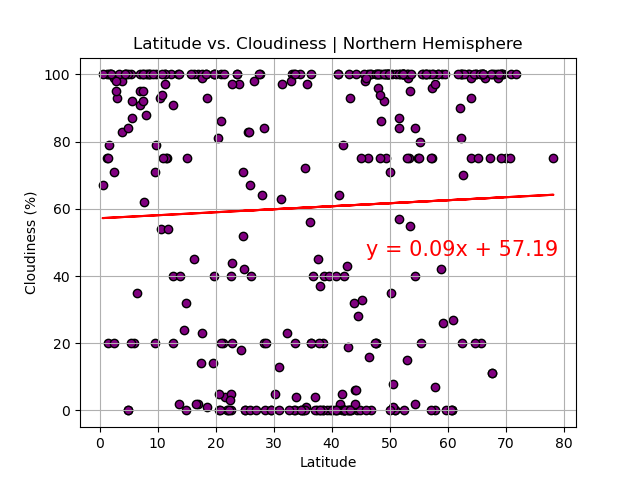 Latitude vs. Cloudiness | Northern Hemisphere
100
80
60
40
20
0
Cloudiness (%)
y = 0.09x + 57.19
0 10 20 30 40 50 60 70 80
Latitude